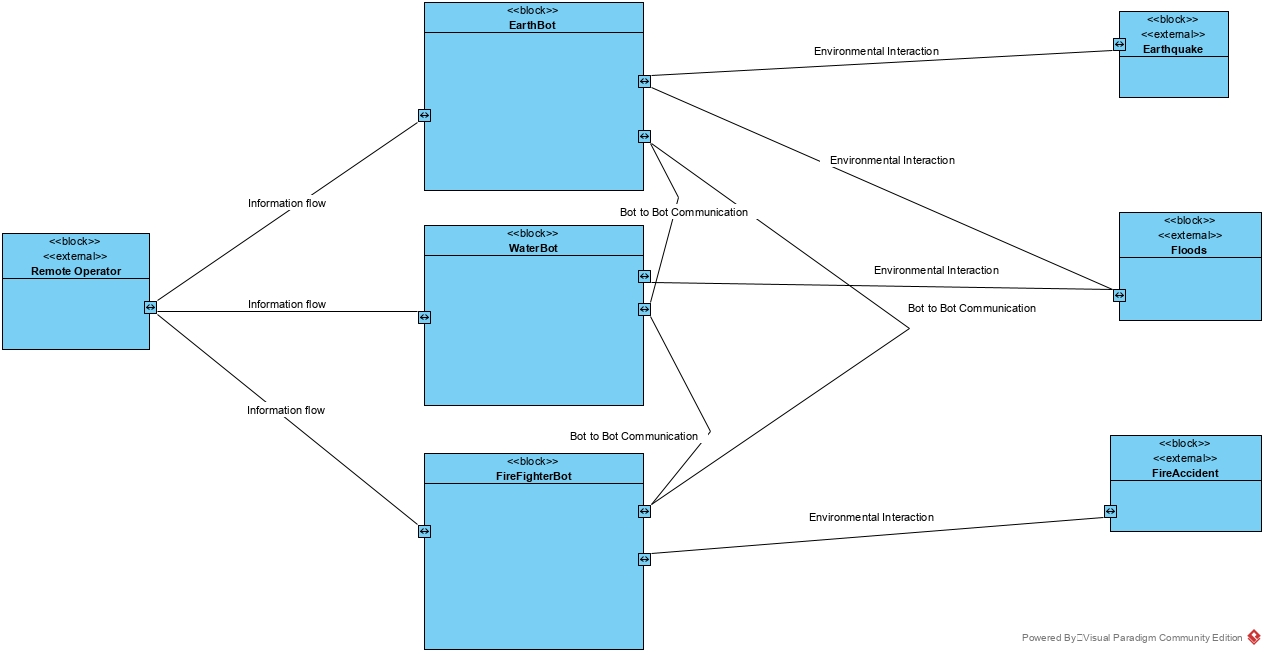 <<block>>
EarthBot
<<block>>
<<external>>
Earthquake
Environmental Interaction
Environmental Interaction
Information flow
Bot to Bot Communication
<<block>>
<<external>>
Floods
<<block>>
WaterBot
<<block>>
<<external>>
Remote Operator
Environmental Interaction
Information flow
Bot to Bot Communication
Information flow
Bot to Bot Communication
<<block>>
<<external>>
FireAccident
<<block>>
FireFighterBot
Environmental Interaction
Powered By Visual Paradigm Community Edition